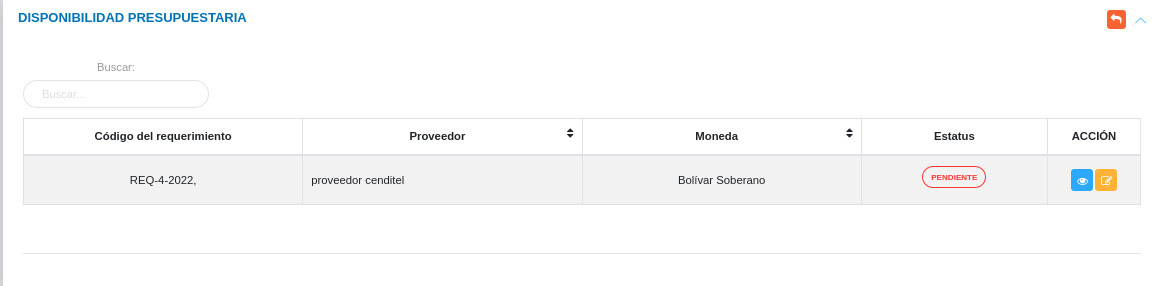 DISPONIBILIDAD PRESUPUESTARIA
Buscar:
Buscar...
Código del requerimiento Proveedor Moneda Estatus ACCIÓN
REQ-4-2022, proveedor cenditel Bolívar Soberano PENDIENTE